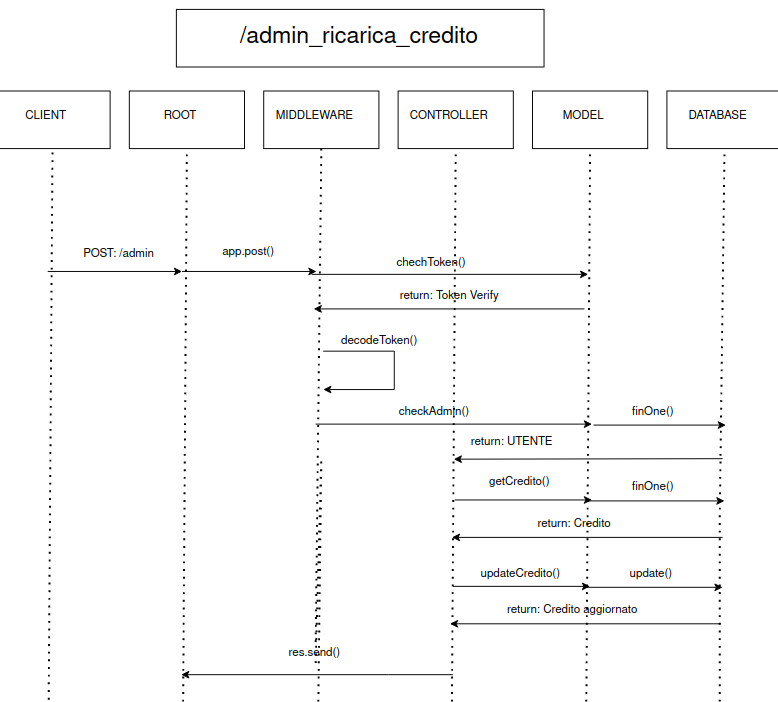 /admin_ricarica_credito
CLIENT
ROOT
MIDDLEWARE
CONTROLLER
MODEL
DATABASE
POST: /admin
app.post()
chechToken()
return: Token Verify
decodeToken()
checkAdmin()
finOne()
return: UTENTE
getCredito()
finOne()
return: Credito
updateCredito()
update()
return: Credito aggiornato
res.send()